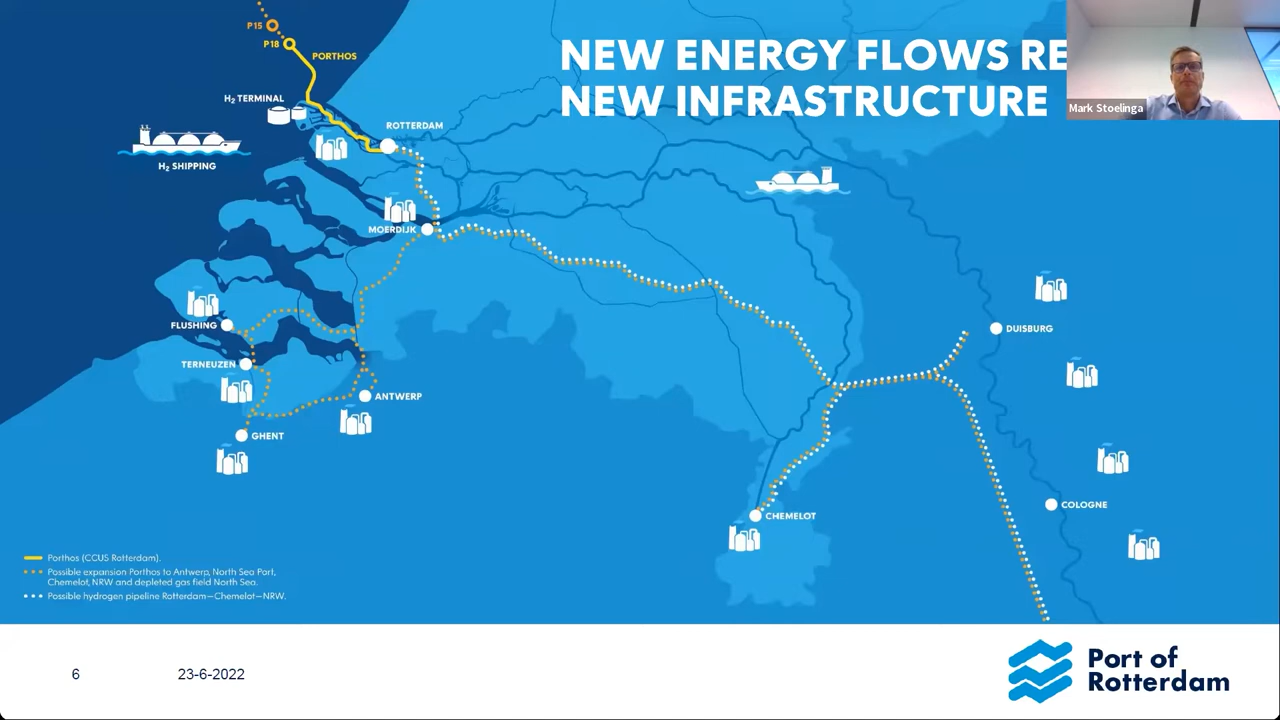 P15
P18
PORTHOS
NEW ENERGY FLOWS RE
NEW INFRASTRUCTURE
Mark Stoelinga
H₂ TERMINAL
ROTTERDAM
H₂ SHIPPING
MOERDIJK
FLUSHING
DUISBURG
TERNEUZEN
ANTWERP
GHENT
COLOGNE
CHEMELOT
Porthos (CCUS Rotterdam).
Possible expansion Porthos to Antwerp, North Sea Port,
Chemelot, NRW and depleted gas field North Sea.
Possible hydrogen pipeline Rotterdam—Chemelot—NRW.
6
23-6-2022
Port of
Rotterdam